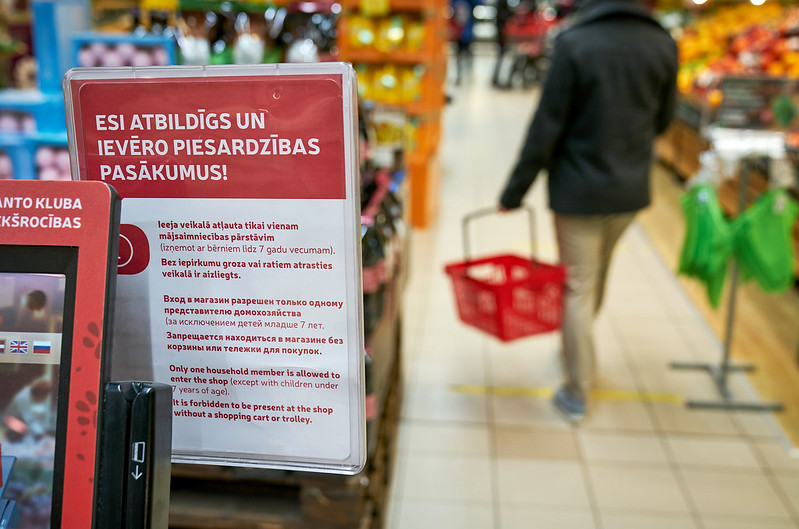 ESI ATBILDĪGS UN
IEVĒRO PIESARDZĪBAS
PASĀKUMUS!
ANTO KLUBA
EKŠROCĪBAS
Ieeja veikalā atļauta tikai vienam
mājsaimniecības pārstāvim
(izņemot ar bērniem līdz 7 gadu vecumam).
Bez iepirkumu groza vai ratiem atrasties
veikalā ir aizliegts.
Вход в магазин разрешен только одному
представителю домохозяйства
(за исключением детей младше 7 лет.
Запрещается находиться в магазине без
корзины или тележки для покупок.
Only one household member is allowed to
enter the shop (except with children under
7 years of age).
It is forbidden to be present at the shop
without a shopping cart or trolley.